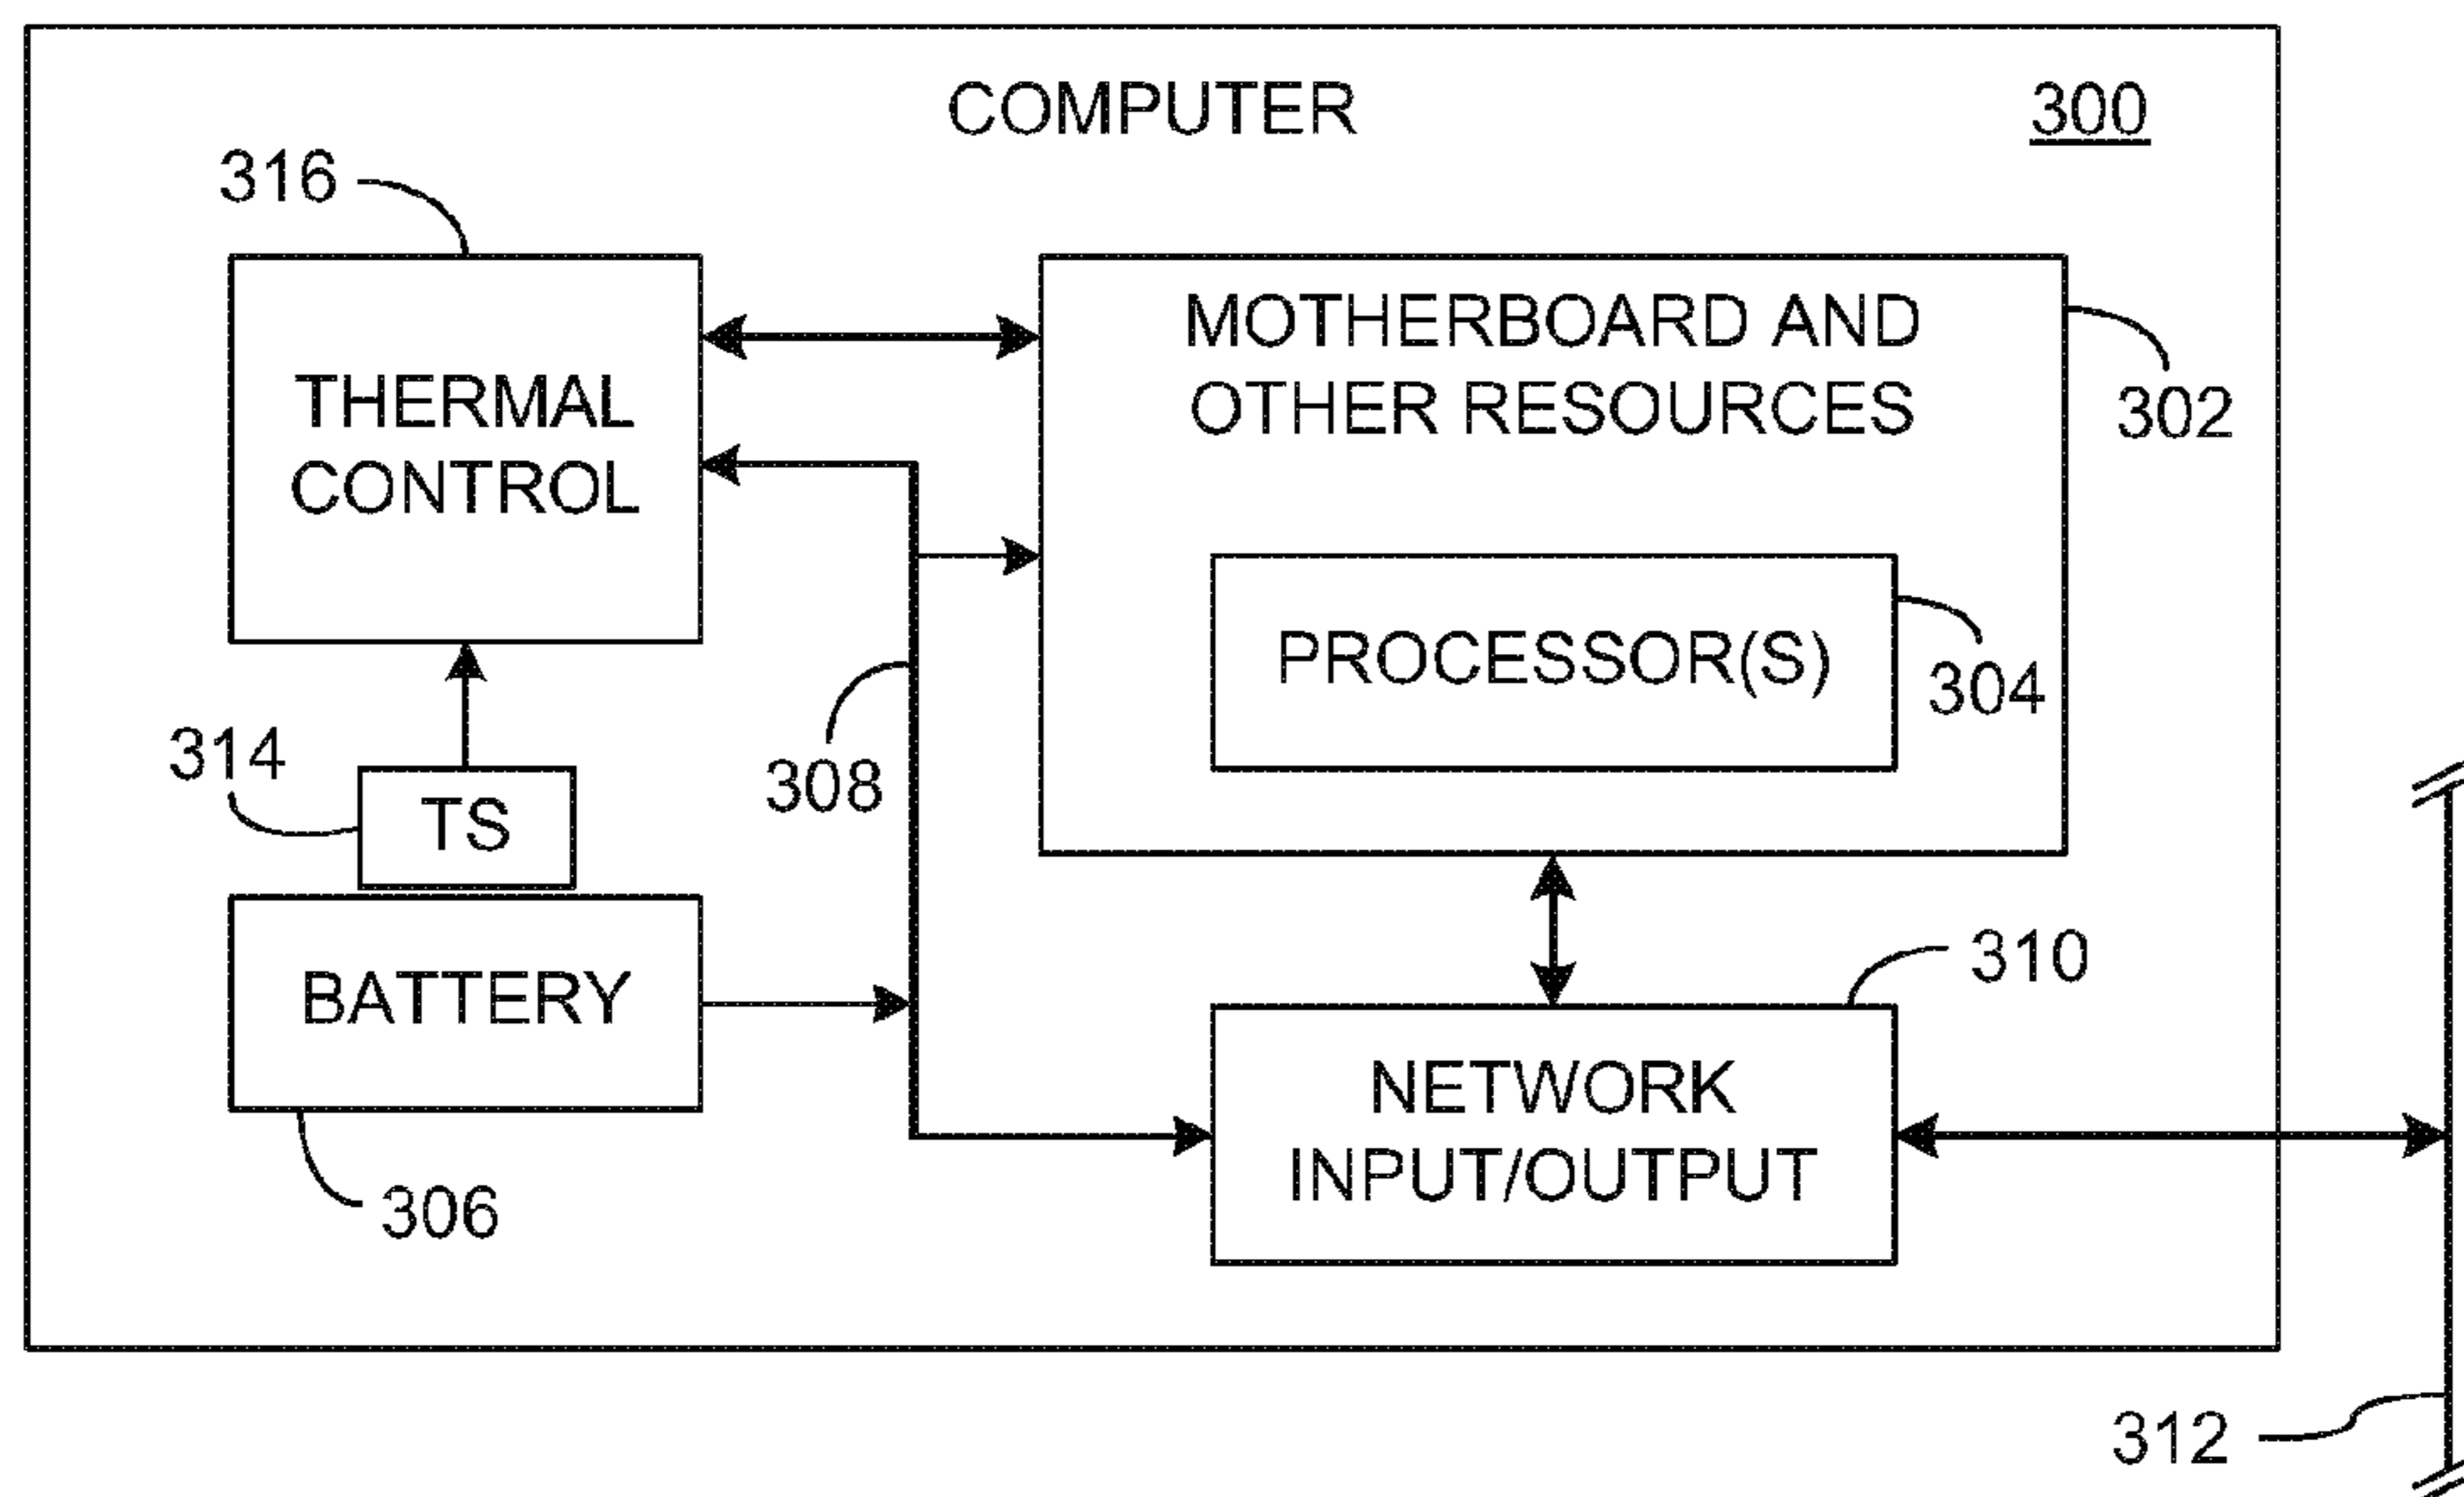 COMPUTER
300
316
THERMAL
CONTROL
MOTHERBOARD AND
OTHER RESOURCES
302
PROCESSOR(S)
304
314
TS
308
BATTERY
306
310
NETWORK
INPUT/OUTPUT
312